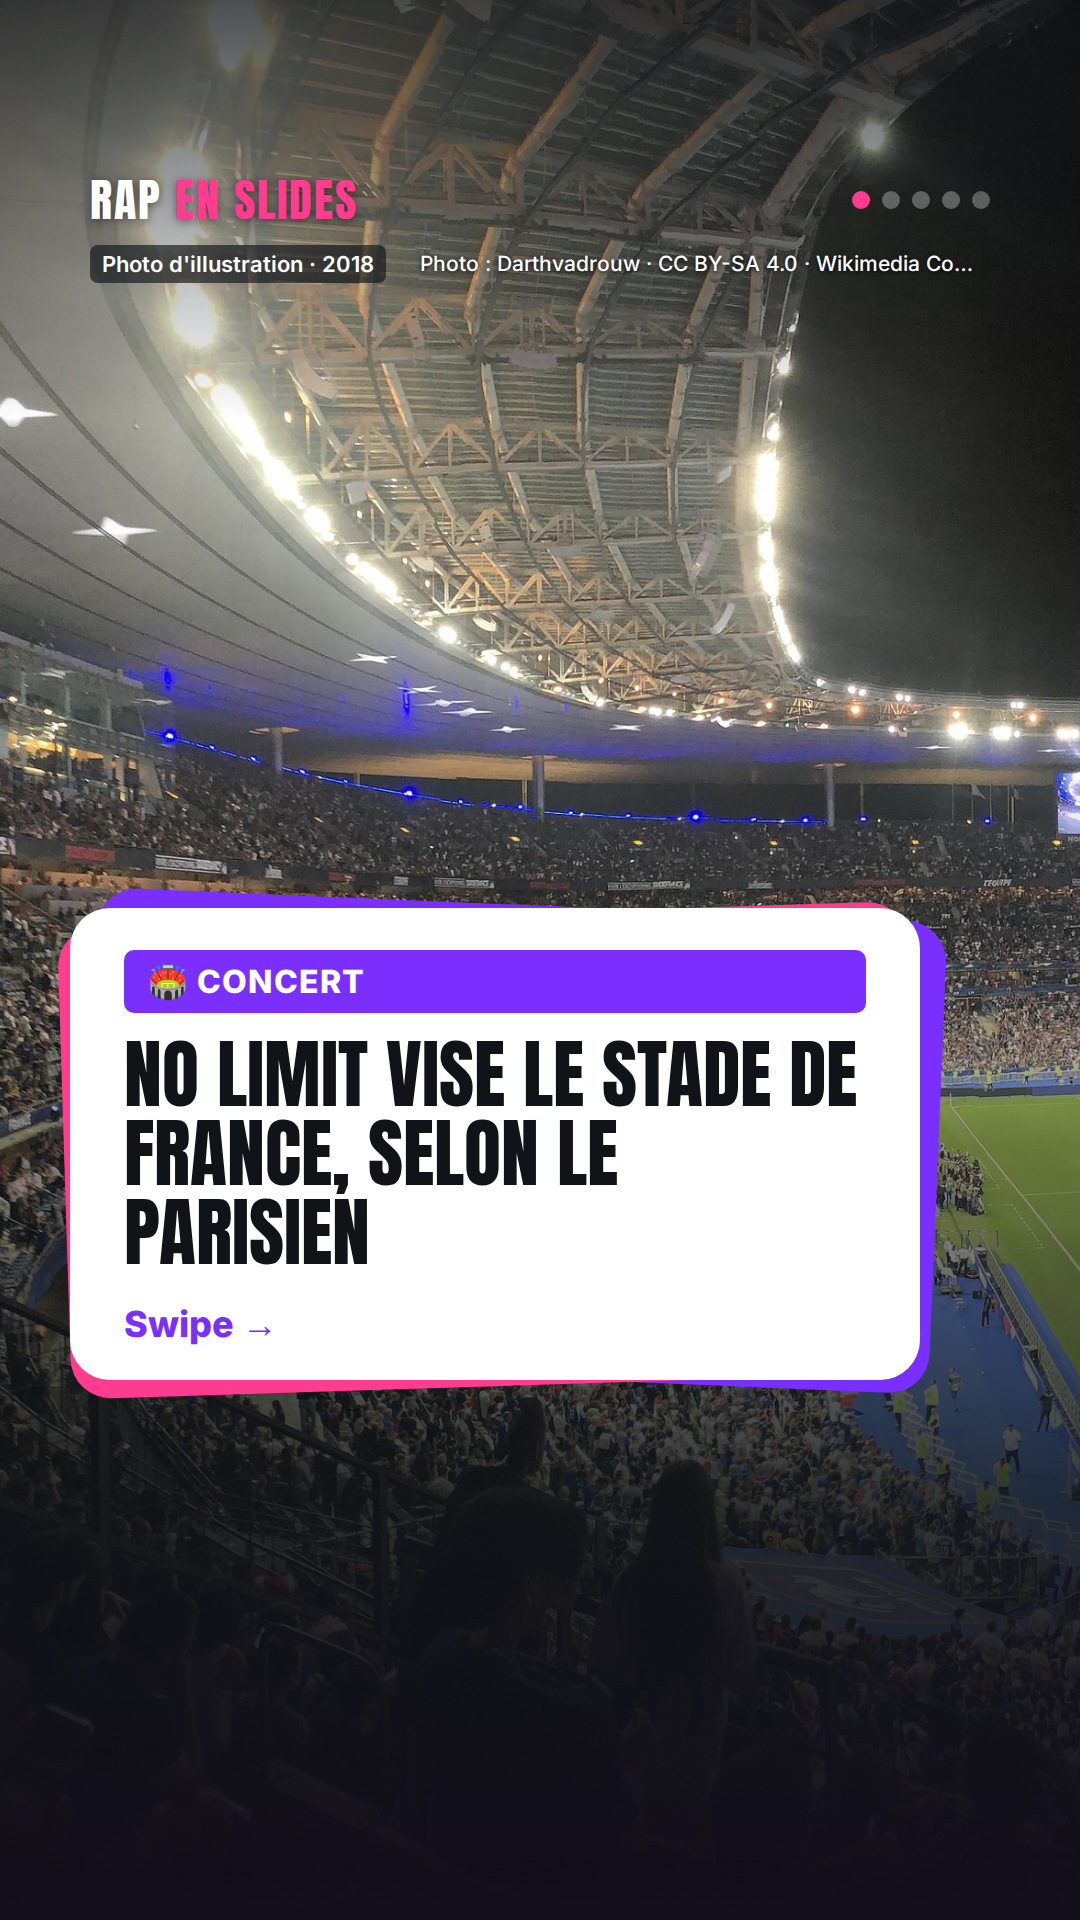 RAP EN SLIDES
Photo d'illustration · 2018
Photo : Darthvadrouw · CC BY-SA 4.0 · Wikimedia Co...
L'EQUIPE
CONCERT
NO LIMIT VISE LE STADE DE
FRANCE, SELON LE
PARISIEN
Swipe →